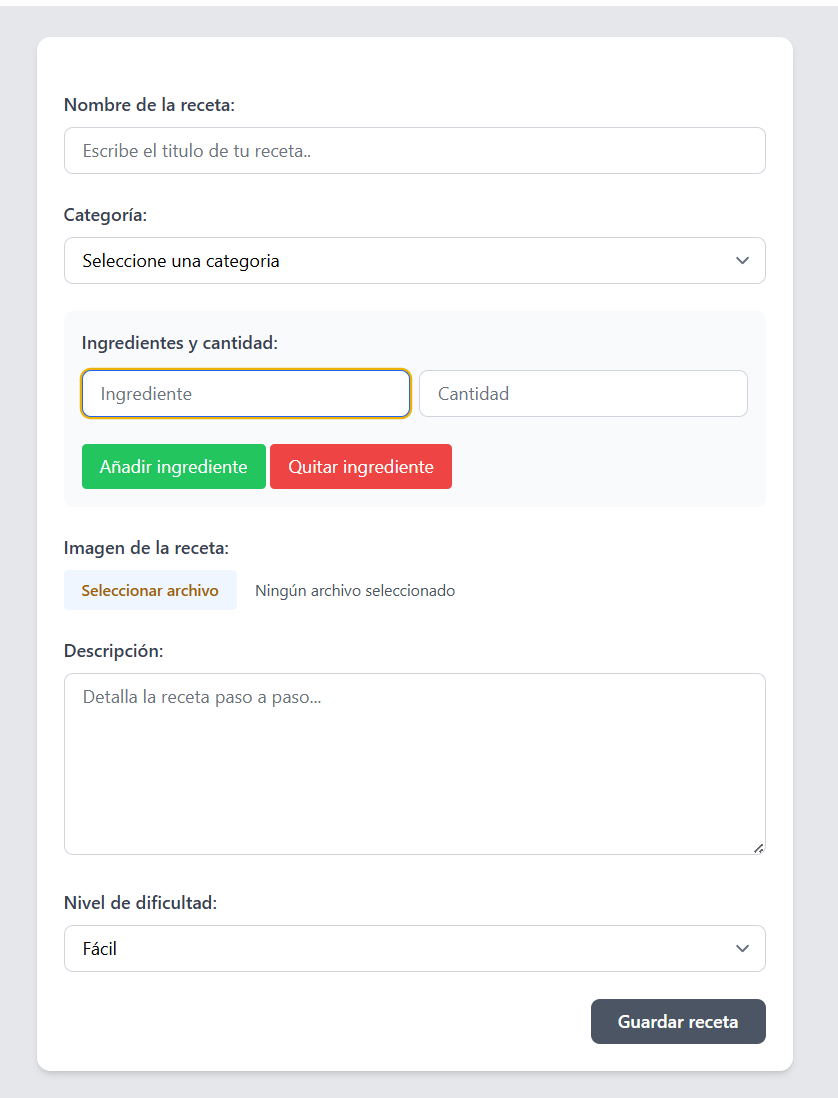 Nombre de la receta:
Escribe el titulo de tu receta..
Categoría:
Seleccione una categoria
Ingredientes y cantidad:
Ingrediente Cantidad
Añadir ingrediente Quitar ingrediente
Imagen de la receta:
Seleccionar archivo Ningún archivo seleccionado
Descripción:
Detalla la receta paso a paso...
Nivel de dificultad:
Fácil
Guardar receta